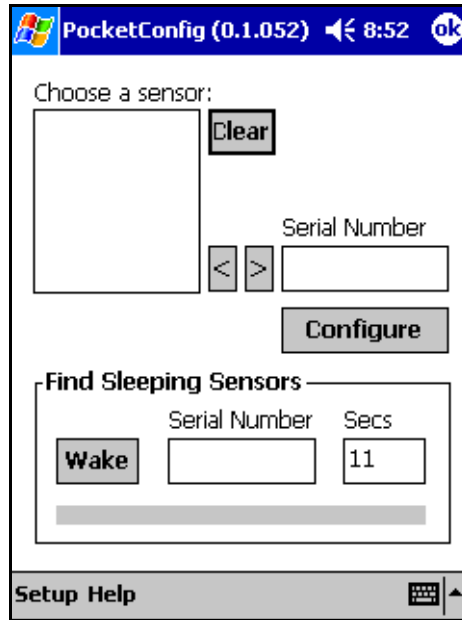 PocketConfig (0.1.052) 8:52 ok
Choose a sensor:
Clear
Serial Number
< >
Configure
Find Sleeping Sensors
Serial Number Secs
Wake 11
Setup Help